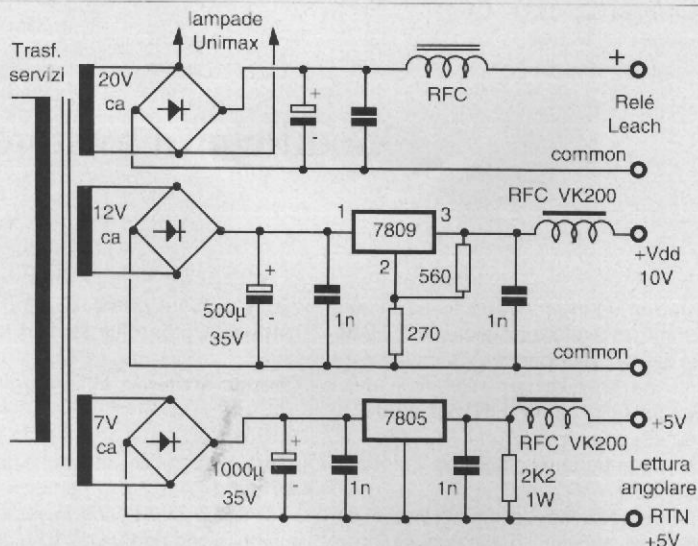 lampade
Unimax
Trasf.
servizi
20V
ca
+
-
RFC
+
Relé
Leach
common
12V
ca
1
7809
3
2
RFC VK200
+Vdd
10V
+
-
500µ
35V
1n
560
270
1n
common
7V
ca
+
-
1000µ
35V
1n
7805
1n
RFC VK200
2K2
1W
+5V
Lettura
angolare
RTN
+5V